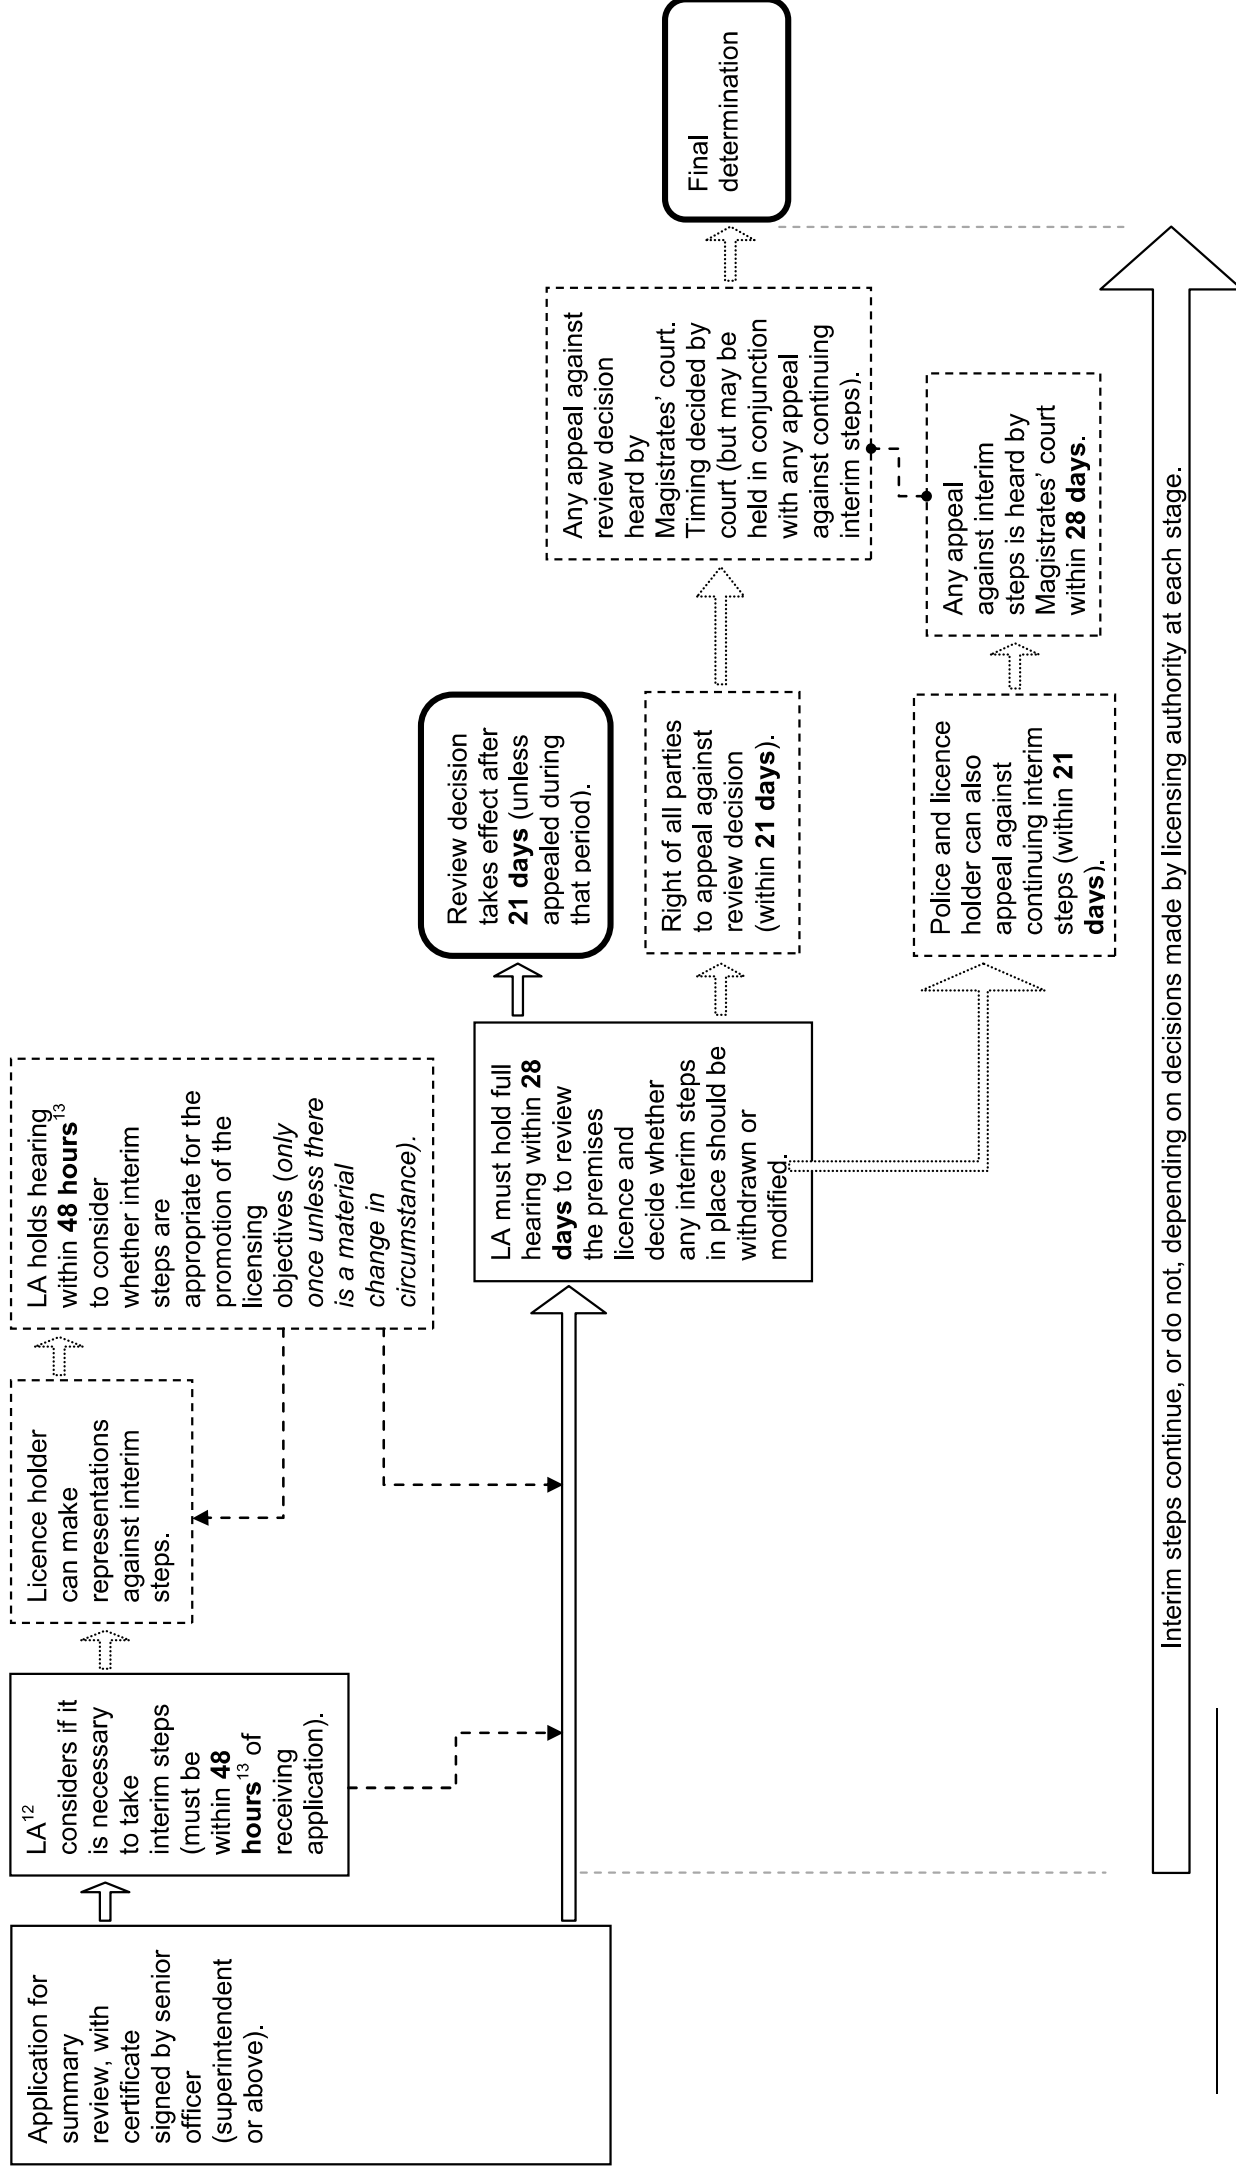 Application for
summary
review, with
certificate
signed by senior
officer
(superintendent
or above).
LA12
considers if it
is necessary
to take
interim steps
(must be
within 48
hours13 of
receiving
application).
Licence holder
can make
representations
against interim
steps.
LA holds hearing
within 48 hours13
to consider
whether interim
steps are
appropriate for the
promotion of the
licensing
objectives (only
once unless there
is a material
change in
circumstance).
LA must hold full
hearing within 28
days to review
the premises
licence and
decide whether
any interim steps
in place should be
withdrawn or
modified.
Review decision
takes effect after
21 days (unless
appealed during
that period).
Right of all parties
to appeal against
review decision
(within 21 days).
Police and licence
holder can also
appeal against
continuing interim
steps (within 21
days).
Any appeal against
review decision
heard by
Magistrates’ court.
Timing decided by
court (but may be
held in conjunction
with any appeal
against continuing
interim steps).
Any appeal
against interim
steps is heard by
Magistrates’ court
within 28 days.
Final
determination
Interim steps continue, or do not, depending on decisions made by licensing authority at each stage.